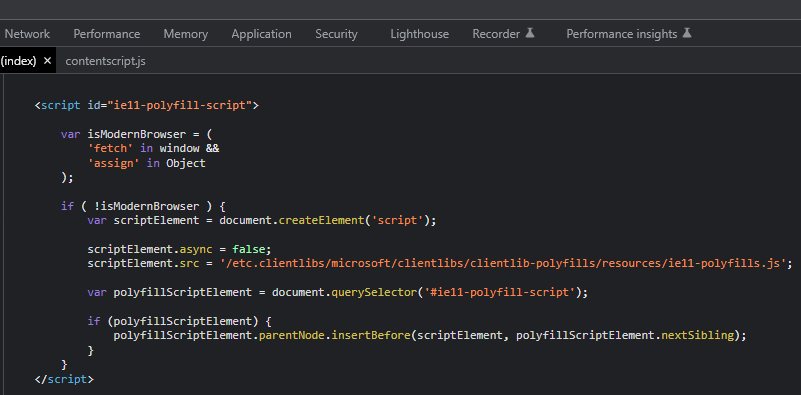 Network Performance Memory Application Security Lighthouse Recorder Performance insights
(index) × contentscript.js
<script id="ie11-polyfill-script">
var isModernBrowser = (
'fetch' in window &&
'assign' in Object
);
if ( !isModernBrowser ) {
var scriptElement = document.createElement('script');
scriptElement.async = false;
scriptElement.src = '/etc.clientlibs/microsoft/clientlibs/clientlib-polyfills/resources/ie11-polyfills.js';
var polyfillScriptElement = document.querySelector('#ie11-polyfill-script');
if (polyfillScriptElement) {
polyfillScriptElement.parentNode.insertBefore(scriptElement, polyfillScriptElement.nextSibling);
}
}
</script>